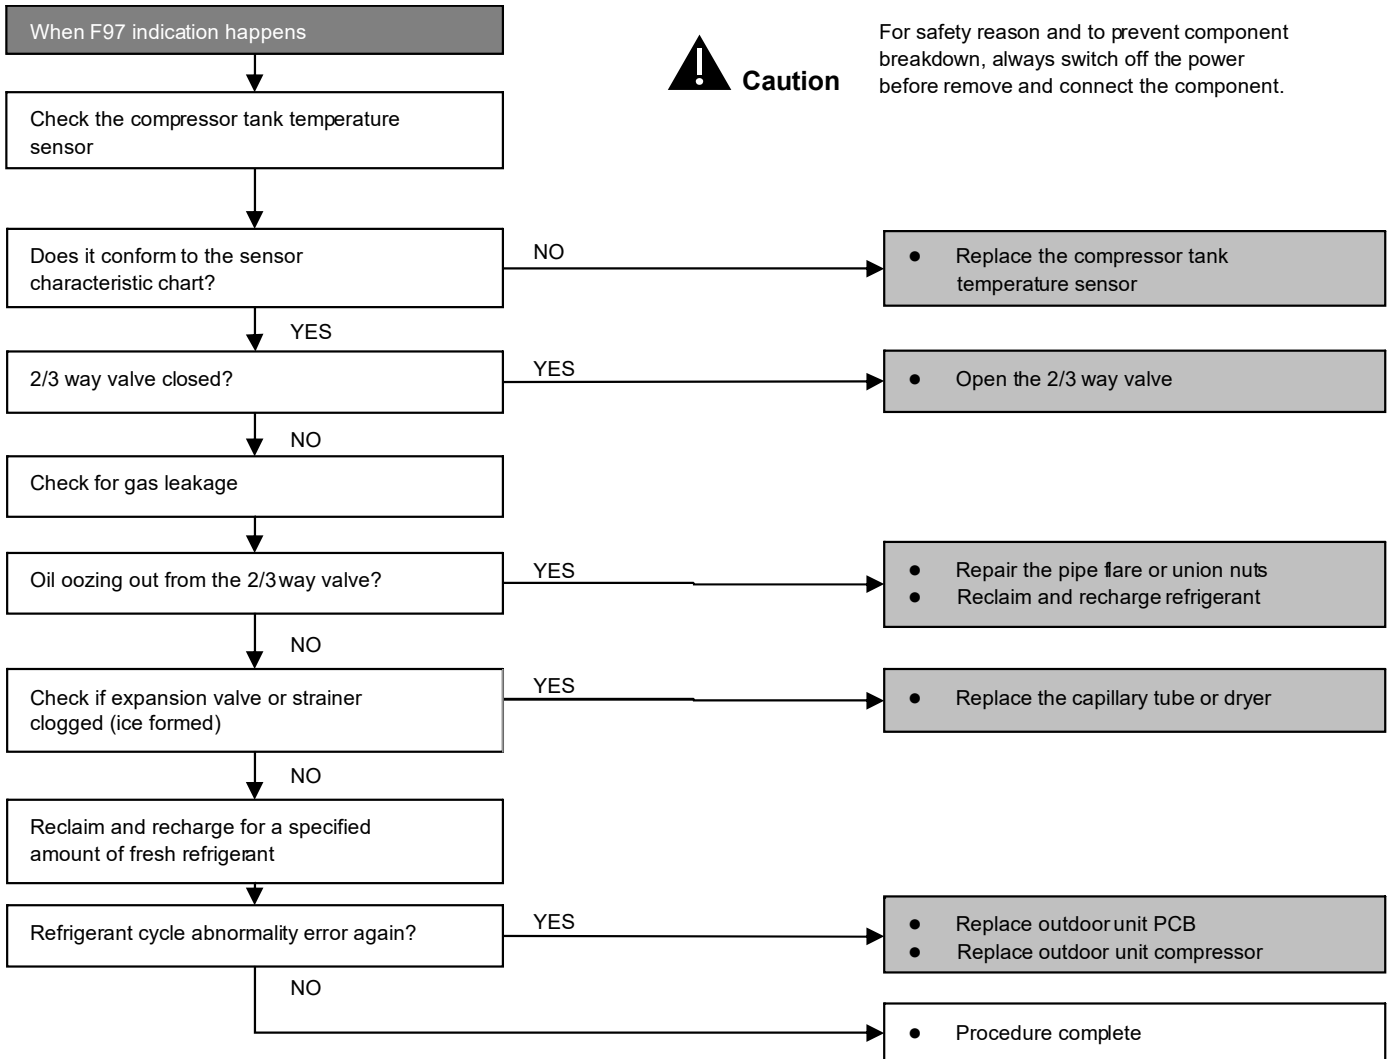 When F97 indication happens
Caution
For safety reason and to prevent component
breakdown, always switch off the power
before remove and connect the component.
Check the compressor tank temperature
sensor
Does it conform to the sensor
characteristic chart?
NO
● Replace the compressor tank
temperature sensor
YES
2/3 way valve closed?
YES
● Open the 2/3 way valve
NO
Check for gas leakage
Oil oozing out from the 2/3 way valve?
YES
● Repair the pipe flare or union nuts
● Reclaim and recharge refrigerant
NO
Check if expansion valve or strainer
clogged (ice formed)
YES
● Replace the capillary tube or dryer
NO
Reclaim and recharge for a specified
amount of fresh refrigerant
Refrigerant cycle abnormality error again?
YES
● Replace outdoor unit PCB
● Replace outdoor unit compressor
NO
● Procedure complete